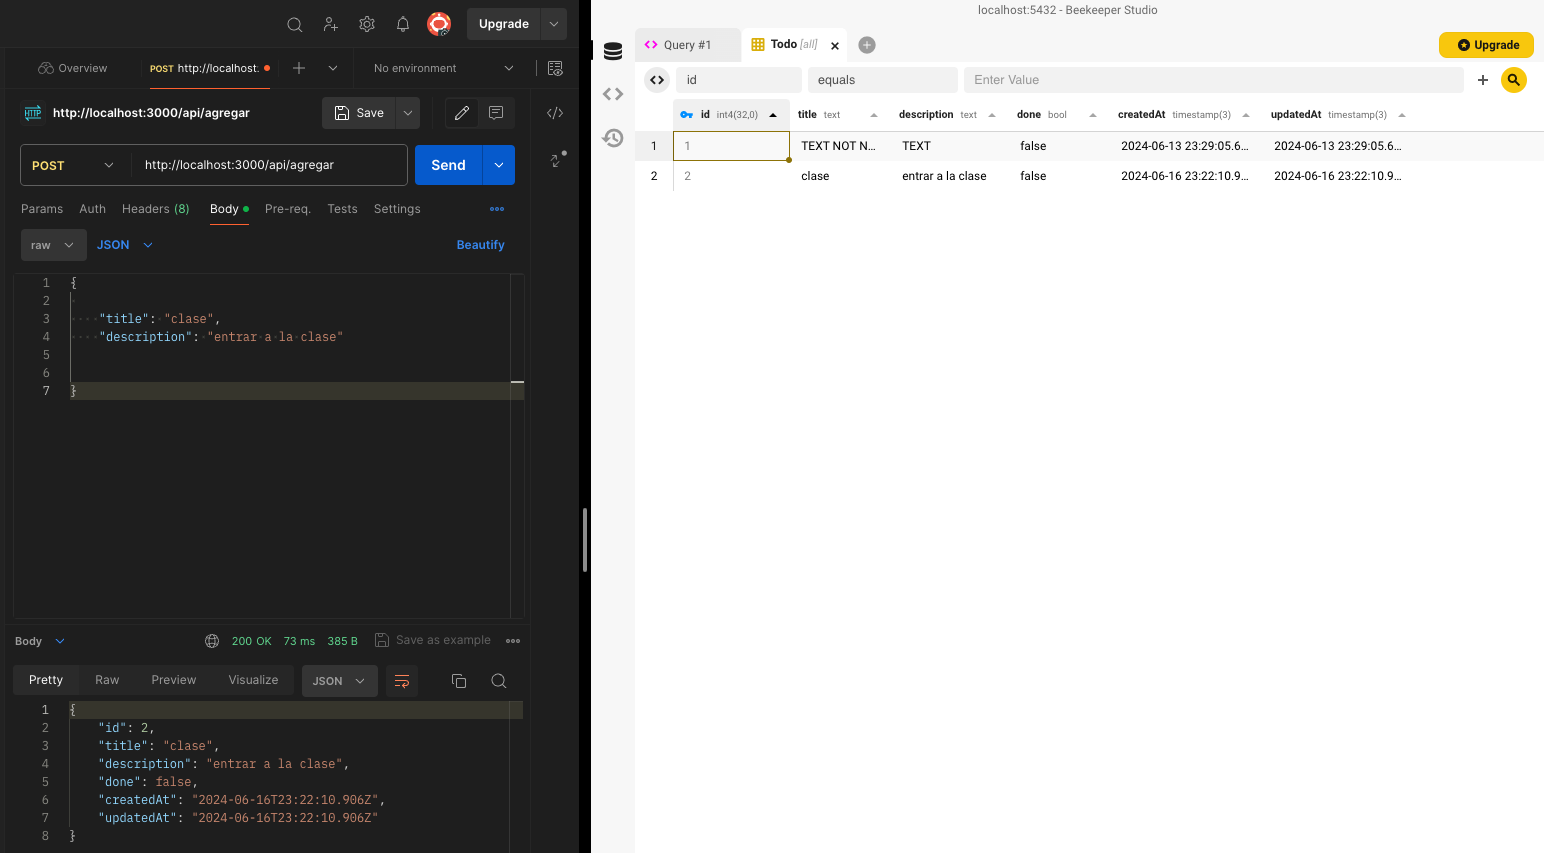 Upgrade
Overview
POST http://localhost.
No environment
HTTP http://localhost:3000/api/agregar
Save
POST http://localhost:3000/api/agregar
Send
Params Auth Headers (8) Body Pre-req. Tests Settings
raw JSON Beautify
1 {
2
3 "title": "clase",
4 "description": "entrar a la clase"
5
6
7 }
Body 200 OK 73 ms 385 B Save as example
Pretty Raw Preview Visualize JSON
1 {
2 "id": 2,
3 "title": "clase",
4 "description": "entrar a la clase",
5 "done": false,
6 "createdAt": "2024-06-16T23:22:10.906Z",
7 "updatedAt": "2024-06-16T23:22:10.906Z"
8 }
localhost:5432 - Beekeeper Studio
Query #1 Todo [all] Upgrade
id equals Enter Value
id int4(32,0) title text description text done bool createdAt timestamp(3) updatedAt timestamp(3)
1 1 TEXT NOT N... TEXT false 2024-06-13 23:29:05.6... 2024-06-13 23:29:05.6...
2 2 clase entrar a la clase false 2024-06-16 23:22:10.9... 2024-06-16 23:22:10.9...